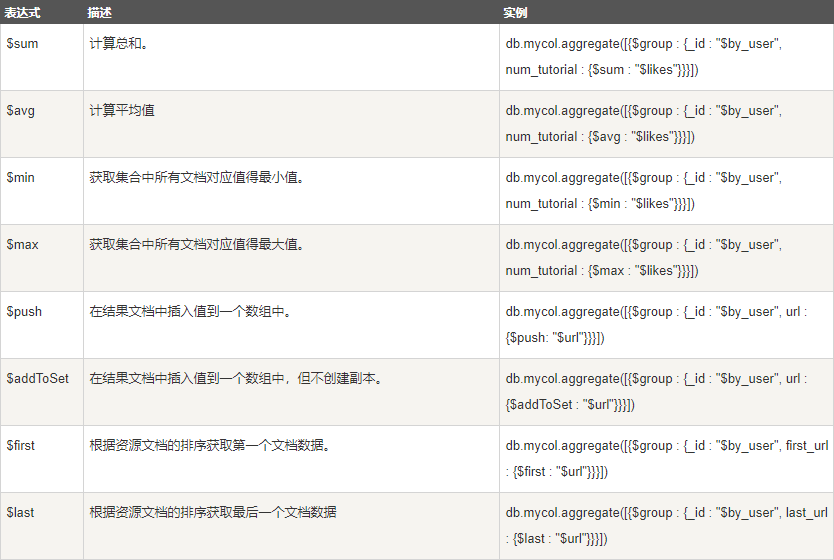 表达式 描述 实例
$sum 计算总和。 db.mycol.aggregate([{$group : {_id : "$by_user",
num_tutorial : {$sum : "$likes"}}}])
$avg 计算平均值 db.mycol.aggregate([{$group : {_id : "$by_user",
num_tutorial : {$avg : "$likes"}}}])
$min 获取集合中所有文档对应值得最小值。 db.mycol.aggregate([{$group : {_id : "$by_user",
num_tutorial : {$min : "$likes"}}}])
$max 获取集合中所有文档对应值得最大值。 db.mycol.aggregate([{$group : {_id : "$by_user",
num_tutorial : {$max : "$likes"}}}])
$push 在结果文档中插入值到一个数组中。 db.mycol.aggregate([{$group : {_id : "$by_user", url :
{$push: "$url"}}}])
$addToSet 在结果文档中插入值到一个数组中，但不创建副本。 db.mycol.aggregate([{$group : {_id : "$by_user", url :
{$addToSet : "$url"}}}])
$first 根据资源文档的排序获取第一个文档数据。 db.mycol.aggregate([{$group : {_id : "$by_user", first_url
: {$first : "$url"}}}])
$last 根据资源文档的排序获取最后一个文档数据 db.mycol.aggregate([{$group : {_id : "$by_user", last_url
: {$last : "$url"}}}])